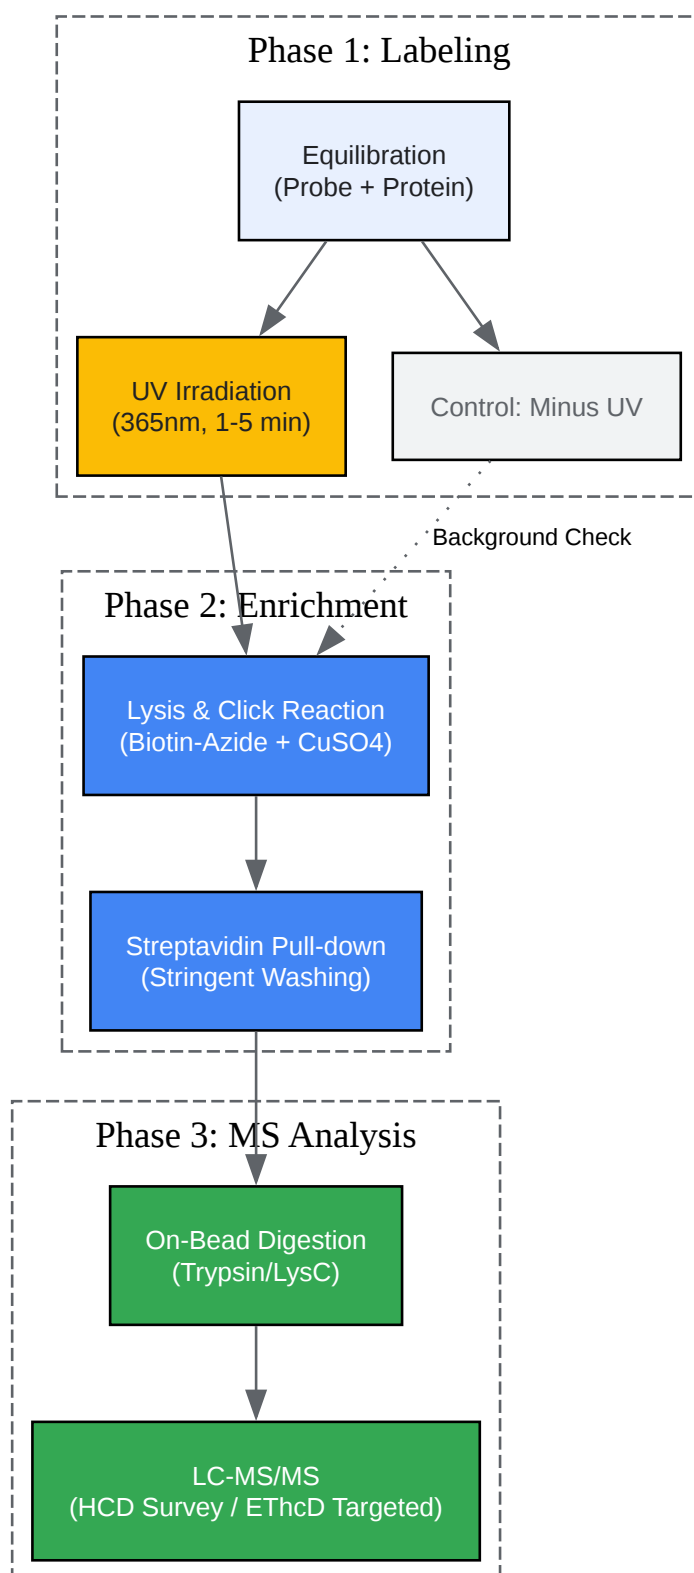 Phase 1: Labeling
Equilibration
(Probe + Protein)
UV Irradiation
(365nm, 1-5 min)
Control: Minus UV
Background Check
Phase 2: Enrichment
Lysis & Click Reaction
(Biotin-Azide + CuSO4)
Streptavidin Pull-down
(Stringent Washing)
Phase 3: MS Analysis
On-Bead Digestion
(Trypsin/LysC)
LC-MS/MS
(HCD Survey / EThcD Targeted)